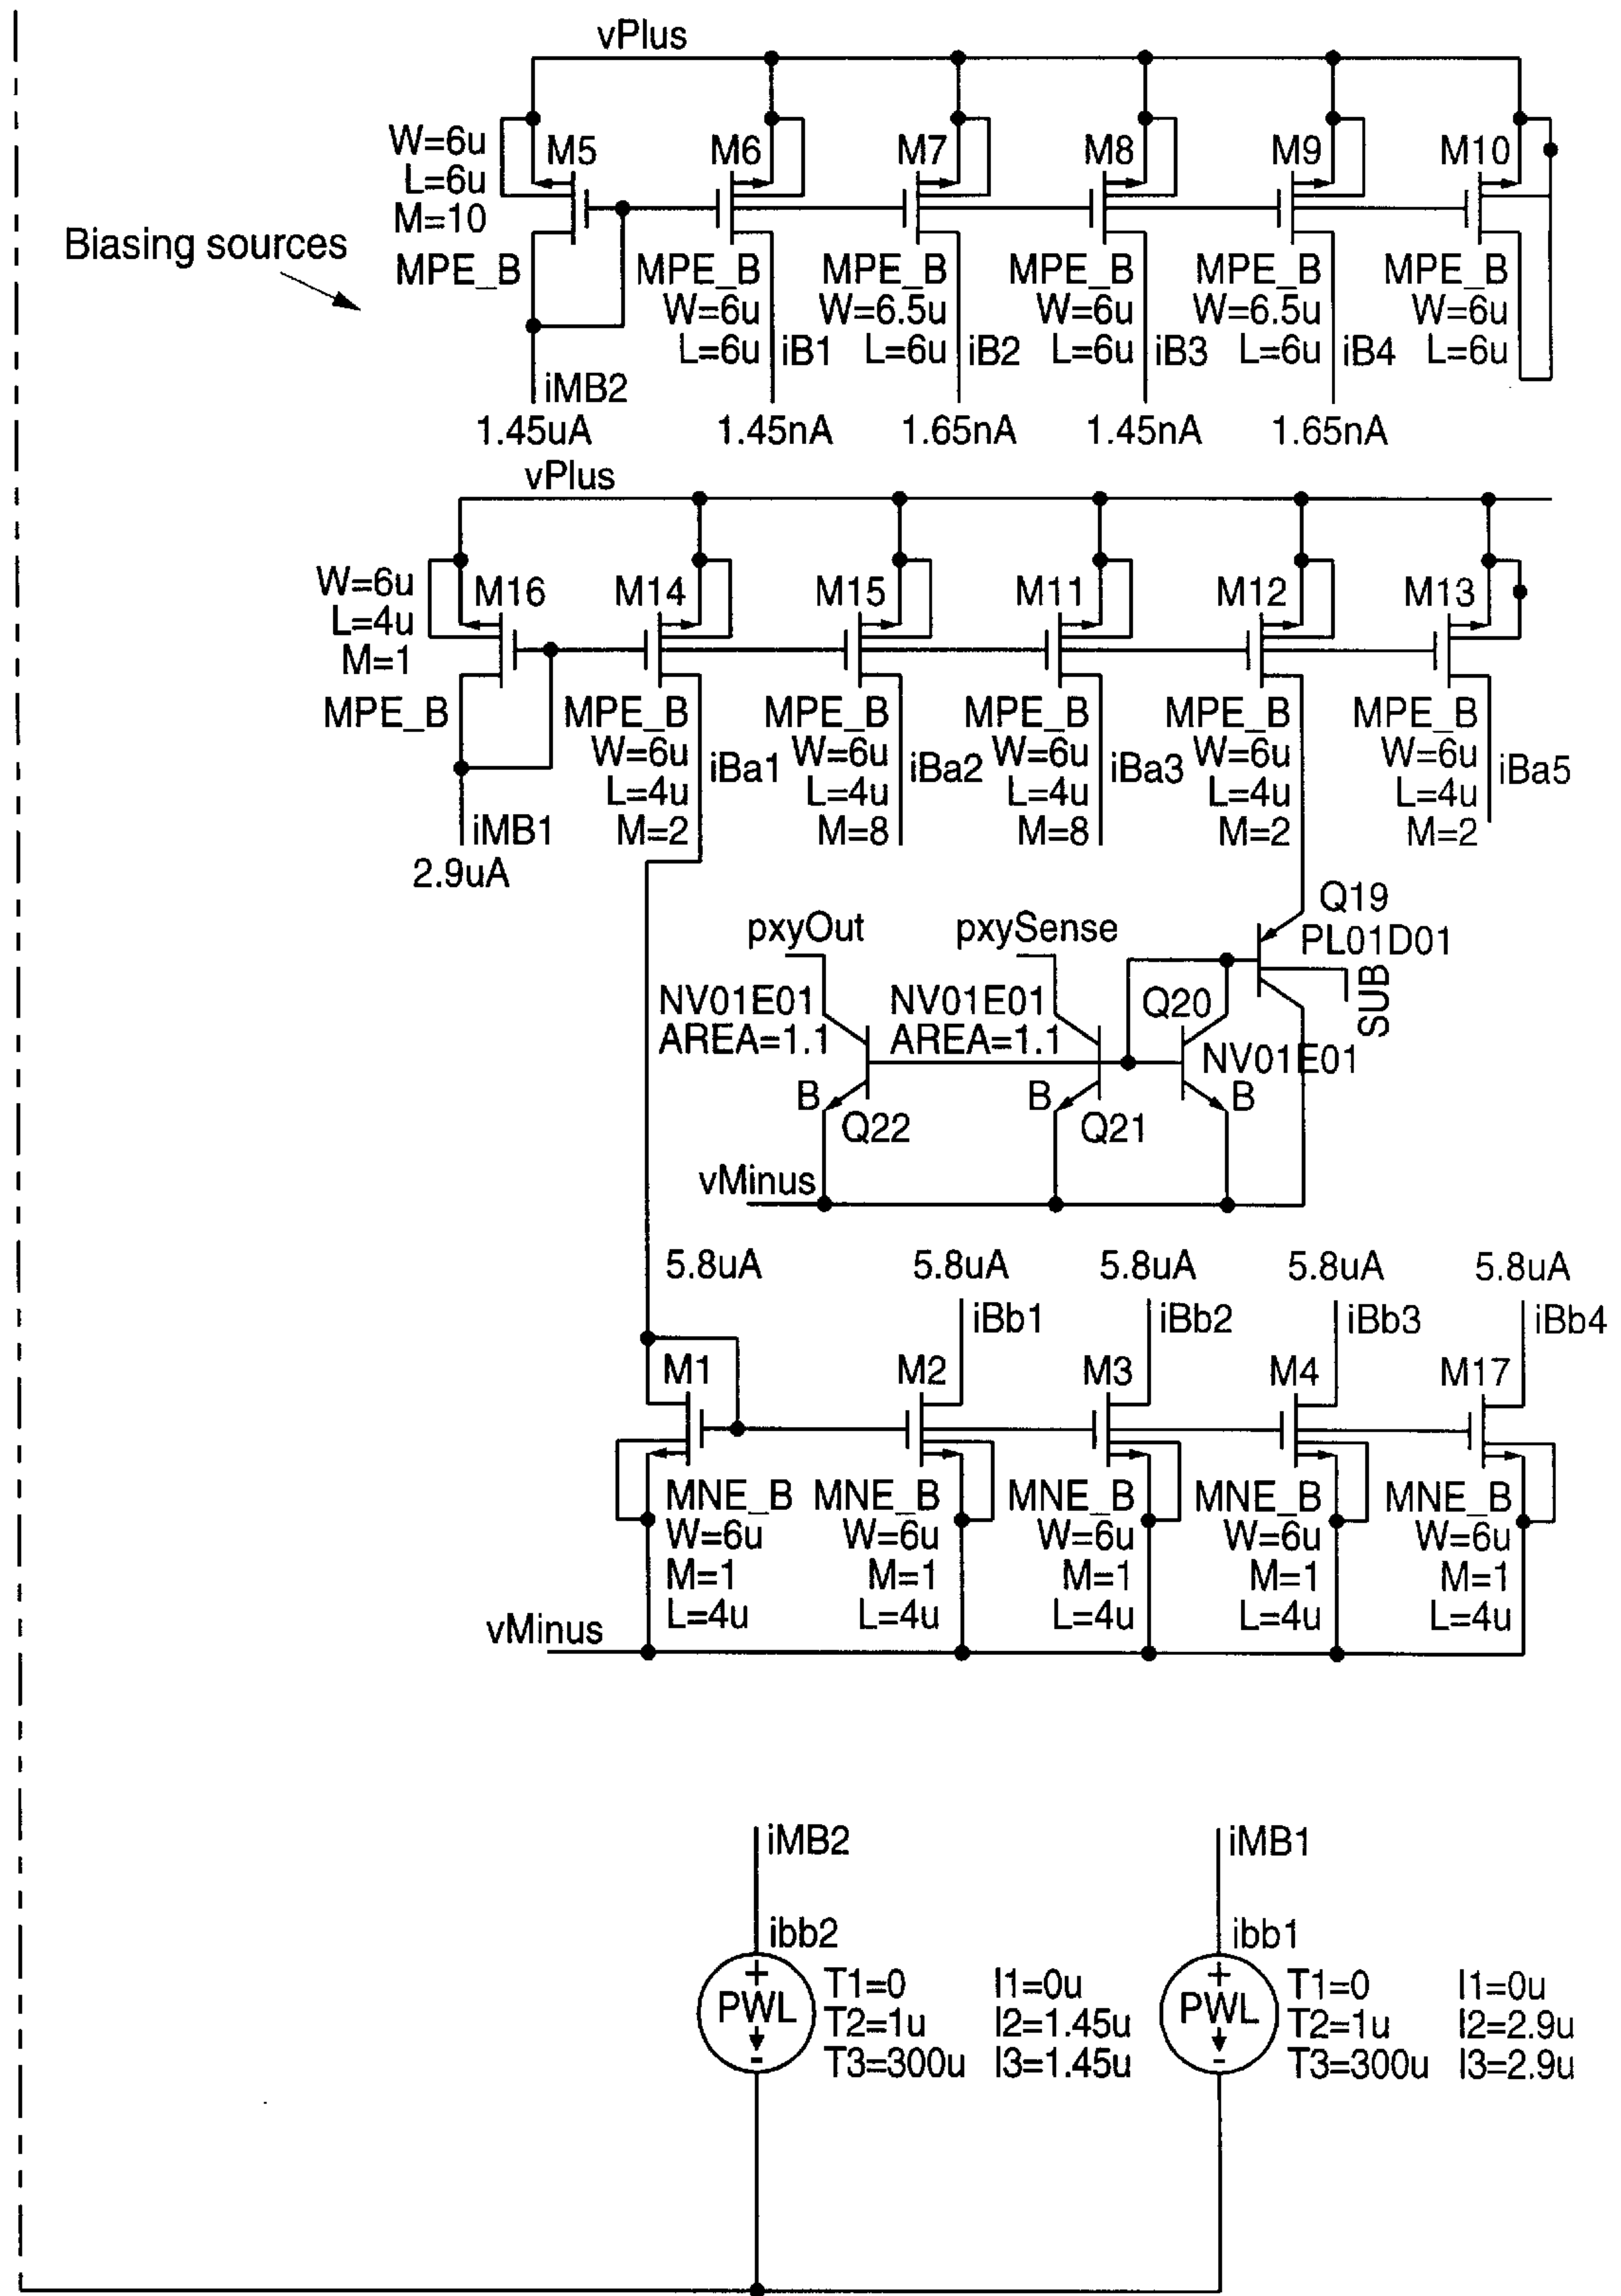 vPlus
W=6u
L=6u
M=10
M5
M6
M7
M8
M9
M10
Biasing sources
MPE_B
MPE_B
W=6u
L=6u
MPE_B
W=6.5u
L=6u
MPE_B
W=6u
L=6u
MPE_B
W=6.5u
L=6u
MPE_B
W=6u
L=6u
iB1
iB2
iB3
iB4
iMB2
1.45uA
1.45nA
1.65nA
1.45nA
1.65nA
vPlus
W=6u
L=4u
M=1
M16
M14
M15
M11
M12
M13
MPE_B
MPE_B
W=6u
L=4u
M=2
MPE_B
W=6u
L=4u
M=8
MPE_B
W=6u
L=4u
M=8
MPE_B
W=6u
L=4u
M=2
MPE_B
W=6u
L=4u
M=2
iBa1
iBa2
iBa3
iBa5
iMB1
2.9uA
Q19
PL01D01
SUB
pxyOut
pxySense
NV01E01
AREA=1.1
NV01E01
AREA=1.1
Q20
NV01E01
B
B
B
Q22
Q21
vMinus
5.8uA
5.8uA
5.8uA
5.8uA
5.8uA
iBb1
iBb2
iBb3
iBb4
M1
M2
M3
M4
M17
MNE_B
W=6u
M=1
L=4u
MNE_B
W=6u
M=1
L=4u
MNE_B
W=6u
M=1
L=4u
MNE_B
W=6u
M=1
L=4u
MNE_B
W=6u
M=1
L=4u
vMinus
iMB2
iMB1
ibb2
ibb1
+
PWL
-
T1=0 I1=0u
T2=1u I2=1.45u
T3=300u I3=1.45u
+
PWL
-
T1=0 I1=0u
T2=1u I2=2.9u
T3=300u I3=2.9u